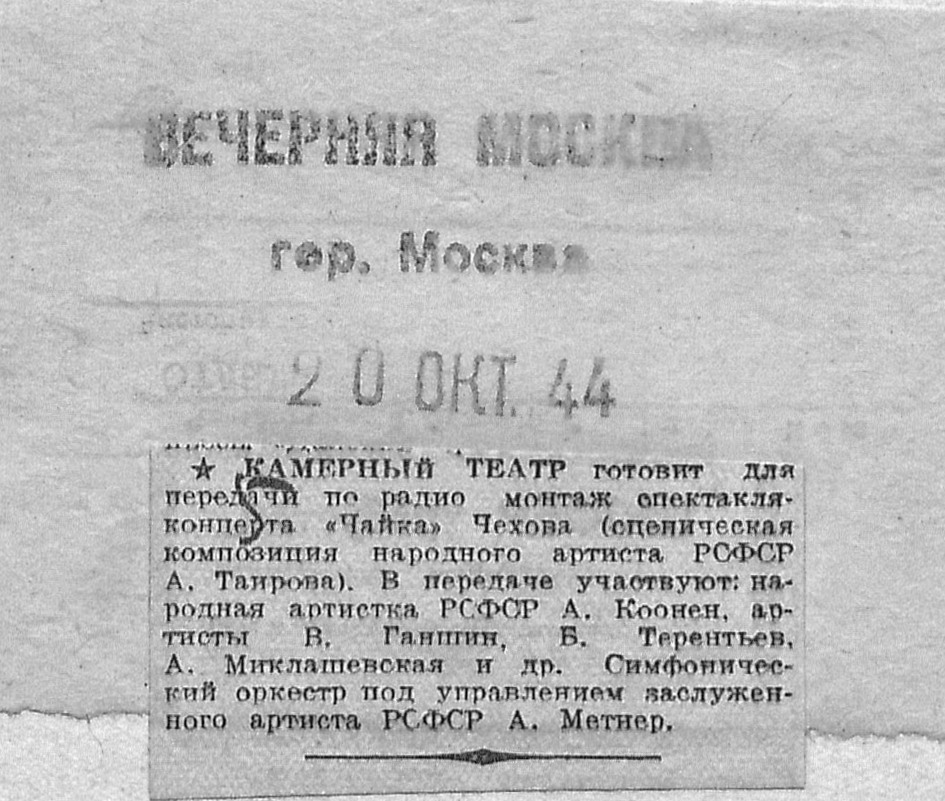 ВЕЧЕРНЯЯ МОСКВА
гор. Москва
20 ОКТ. 44
★ КАМЕРНЫЙ ТЕАТР готовит для
передачи по радио монтаж спектакля-
концерта «Чайка» Чехова (сценическая
композиция народного артиста РСФСР
А. Таирова). В передаче участвуют: на-
родная артистка РСФСР А. Коонен, ар-
тисты В. Ганшин, Б. Терентьев,
А. Миклашевская и др. Симфоничес-
кий оркестр под управлением заслужен-
ного артиста РСФСР А. Метнер.